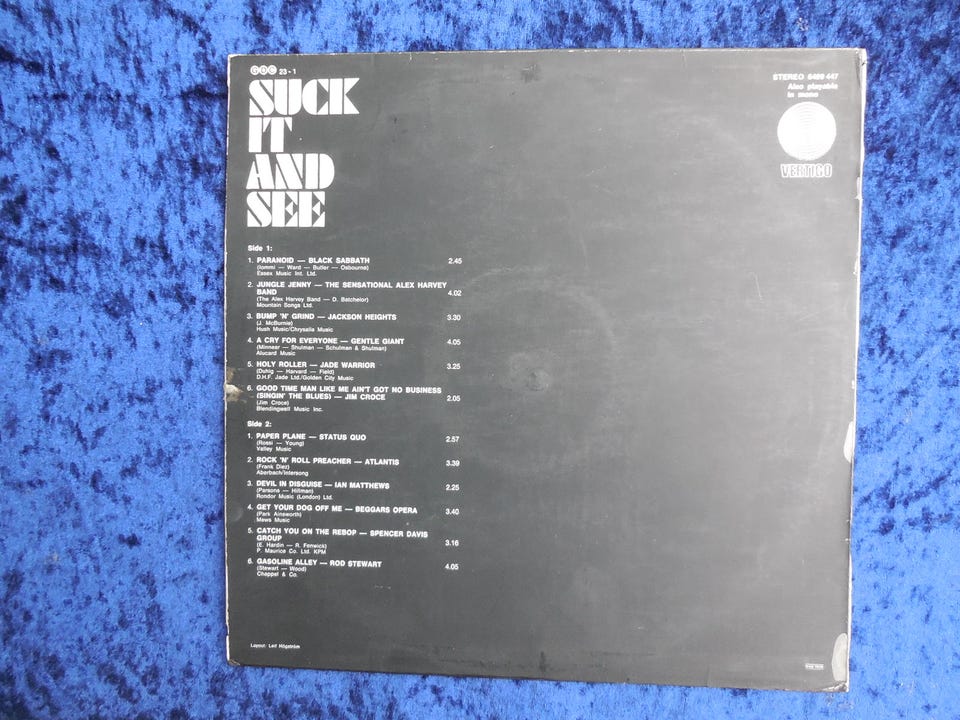 GDC 23-1
SUCK
IT
AND
SEE
STEREO 6499 447
Also playable
in mono
VERTIGO
Side 1:
1. PARANOID — BLACK SABBATH 2.45
(Iommi — Ward — Butler — Osbourne)
Essex Music Int. Ltd.
2. JUNGLE JENNY — THE SENSATIONAL ALEX HARVEY
BAND 4.02
(The Alex Harvey Band — D. Batchelor)
Mountain Songs Ltd.
3. BUMP 'N' GRIND — JACKSON HEIGHTS 3.30
(J. McBurnie)
Hush Music/Chrysalis Music
4. A CRY FOR EVERYONE — GENTLE GIANT 4.05
(Minnear — Shulman — Schulman & Shulman)
Alucard Music
5. HOLY ROLLER — JADE WARRIOR 3.25
(Duhig — Harvard — Field)
D.H.F. Jade Ltd./Golden City Music
6. GOOD TIME MAN LIKE ME AIN'T GOT NO BUSINESS
(SINGIN' THE BLUES) — JIM CROCE 2.05
(Jim Croce)
Blendingwell Music Inc.
Side 2:
1. PAPER PLANE — STATUS QUO 2.57
(Rossi — Young)
Valley Music
2. ROCK 'N' ROLL PREACHER — ATLANTIS 3.39
(Frank Diez)
Aberbach/Intersong
3. DEVIL IN DISGUISE — IAN MATTHEWS 2.25
(Parsons — Hillman)
Rondor Music (London) Ltd.
4. GET YOUR DOG OFF ME — BEGGARS OPERA 3.40
(Park Ainsworth)
Mews Music
5. CATCH YOU ON THE REBOP — SPENCER DAVIS
GROUP 3.16
(E. Hardin — R. Fenwick)
P. Maurice Co. Ltd. KPM
6. GASOLINE ALLEY — ROD STEWART 4.05
(Stewart — Wood)
Chappel & Co.
Layout: Leif Högström